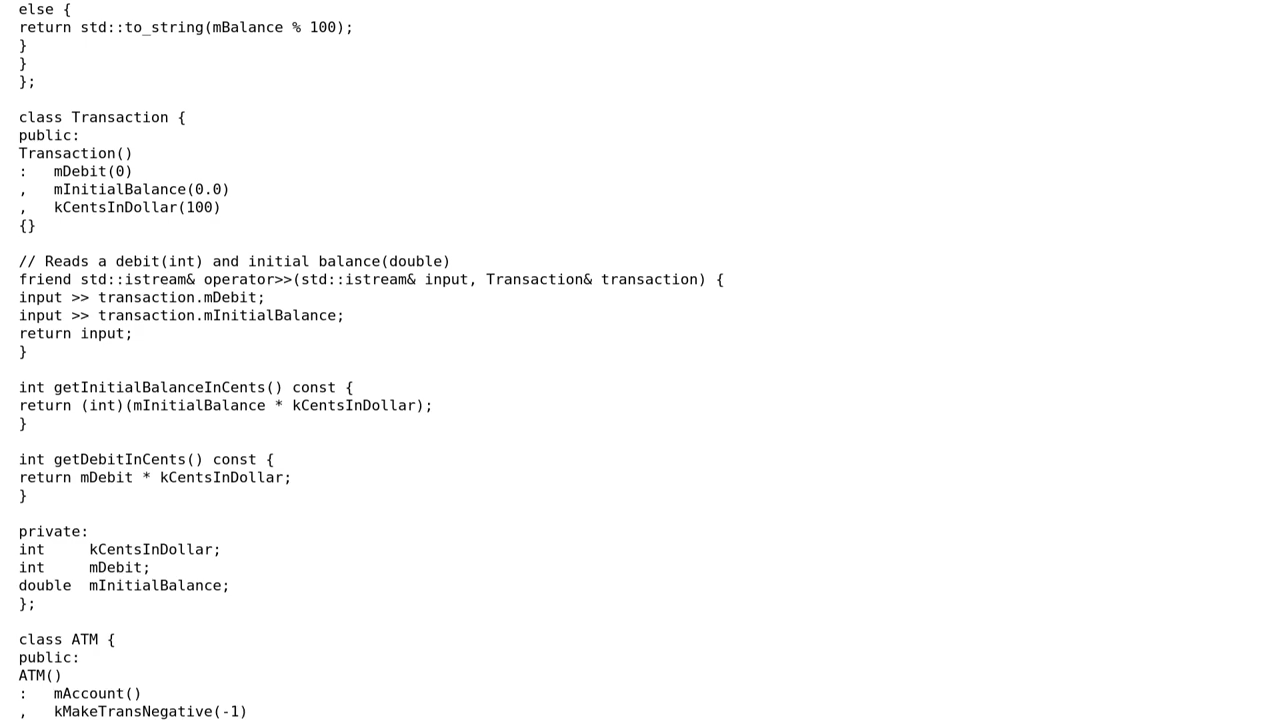 else {
return std::to_string(mBalance % 100);
}
}
};

class Transaction {
public:
Transaction()
:   mDebit(0)
,   mInitialBalance(0.0)
,   kCentsInDollar(100)
{}

// Reads a debit(int) and initial balance(double)
friend std::istream& operator>>(std::istream& input, Transaction& transaction) {
input >> transaction.mDebit;
input >> transaction.mInitialBalance;
return input;
}

int getInitialBalanceInCents() const {
return (int)(mInitialBalance * kCentsInDollar);
}

int getDebitInCents() const {
return mDebit * kCentsInDollar;
}

private:
int     kCentsInDollar;
int     mDebit;
double  mInitialBalance;
};

class ATM {
public:
ATM()
:   mAccount()
,   kMakeTransNegative(-1)